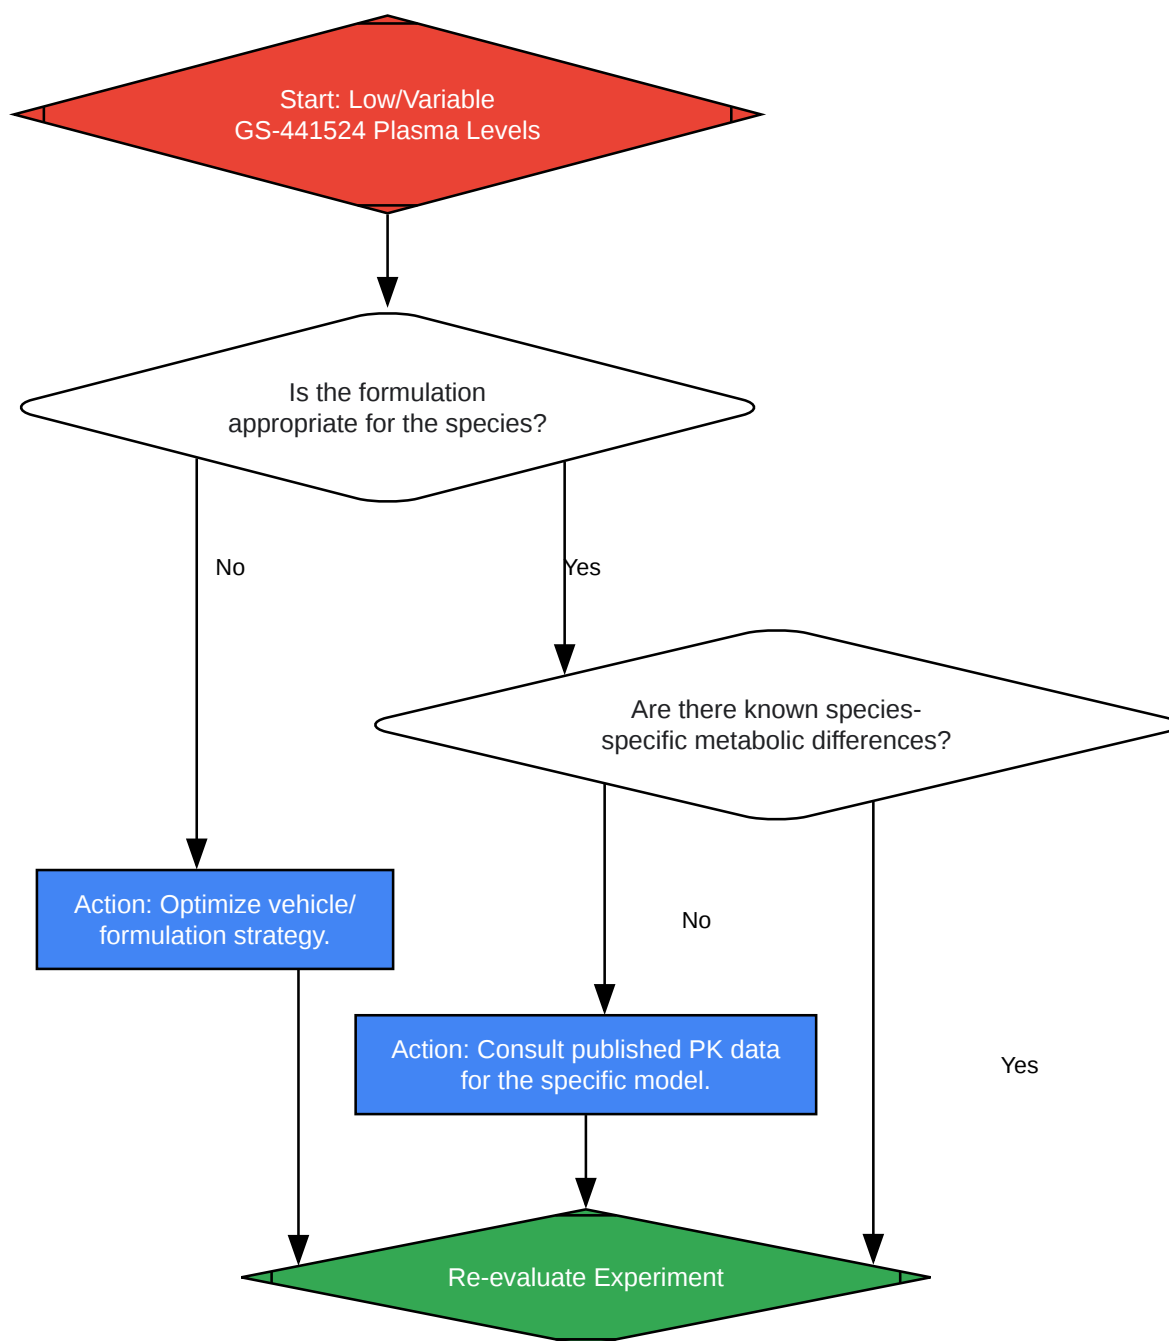 Start: Low/Variable
GS-441524 Plasma Levels
Is the formulation
appropriate for the species?
No
Yes
Are there known species-
specific metabolic differences?
Action: Optimize vehicle/
formulation strategy.
No
Action: Consult published PK data
for the specific model.
Yes
Re-evaluate Experiment